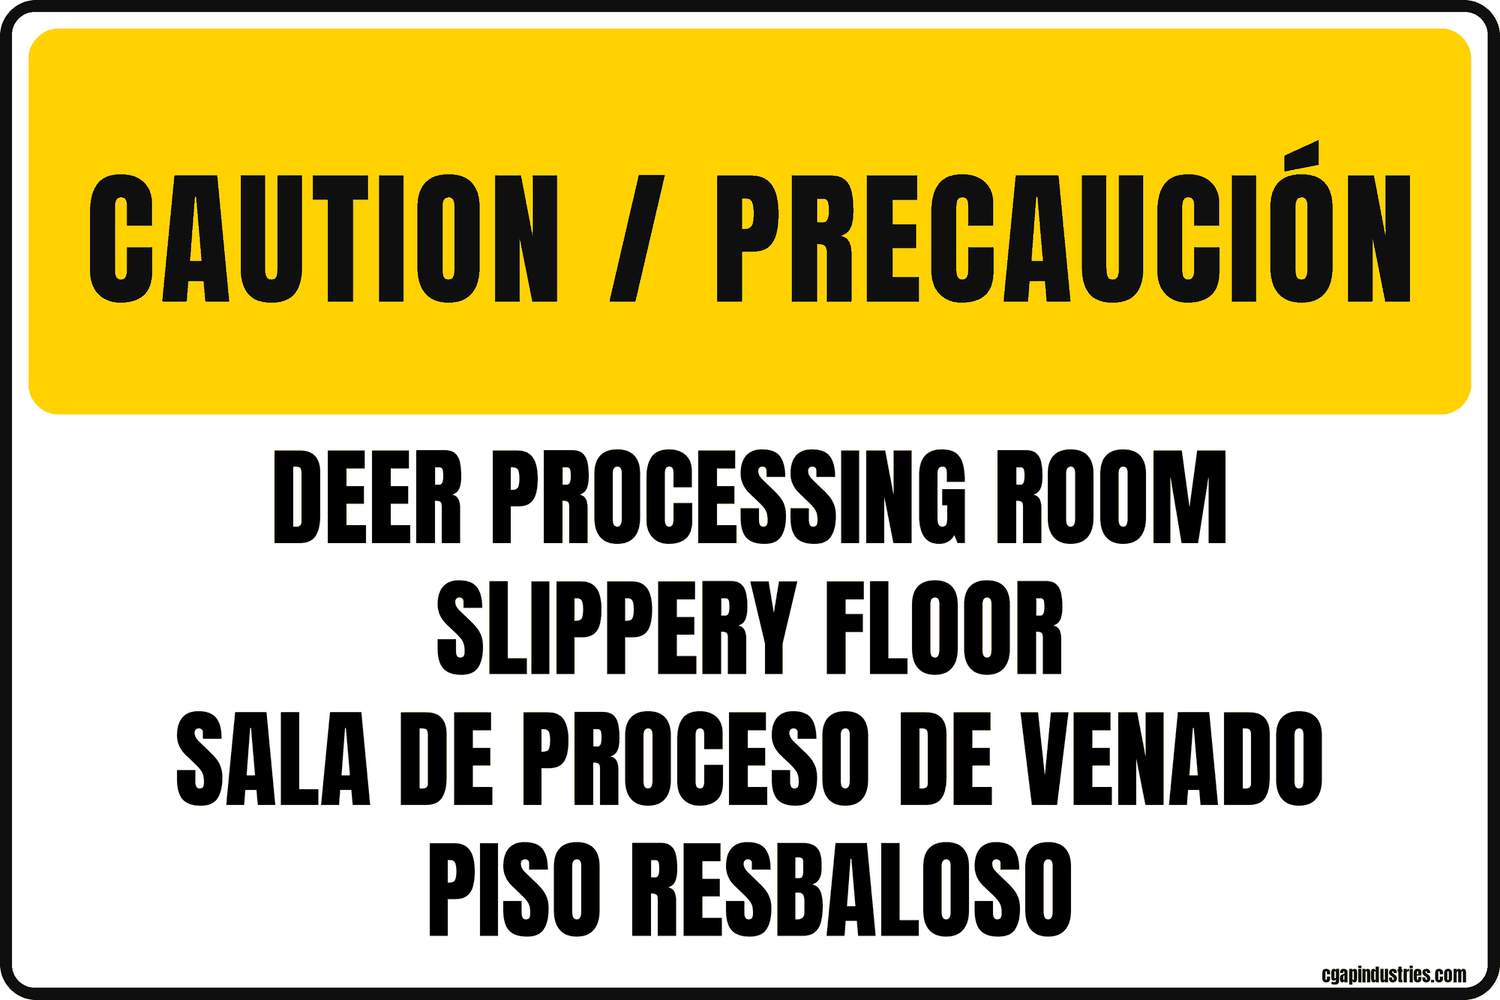 CAUTION / PRECAUCIÓN
DEER PROCESSING ROOM
SLIPPERY FLOOR
SALA DE PROCESO DE VENADO
PISO RESBALOSO
cgapindustries.com